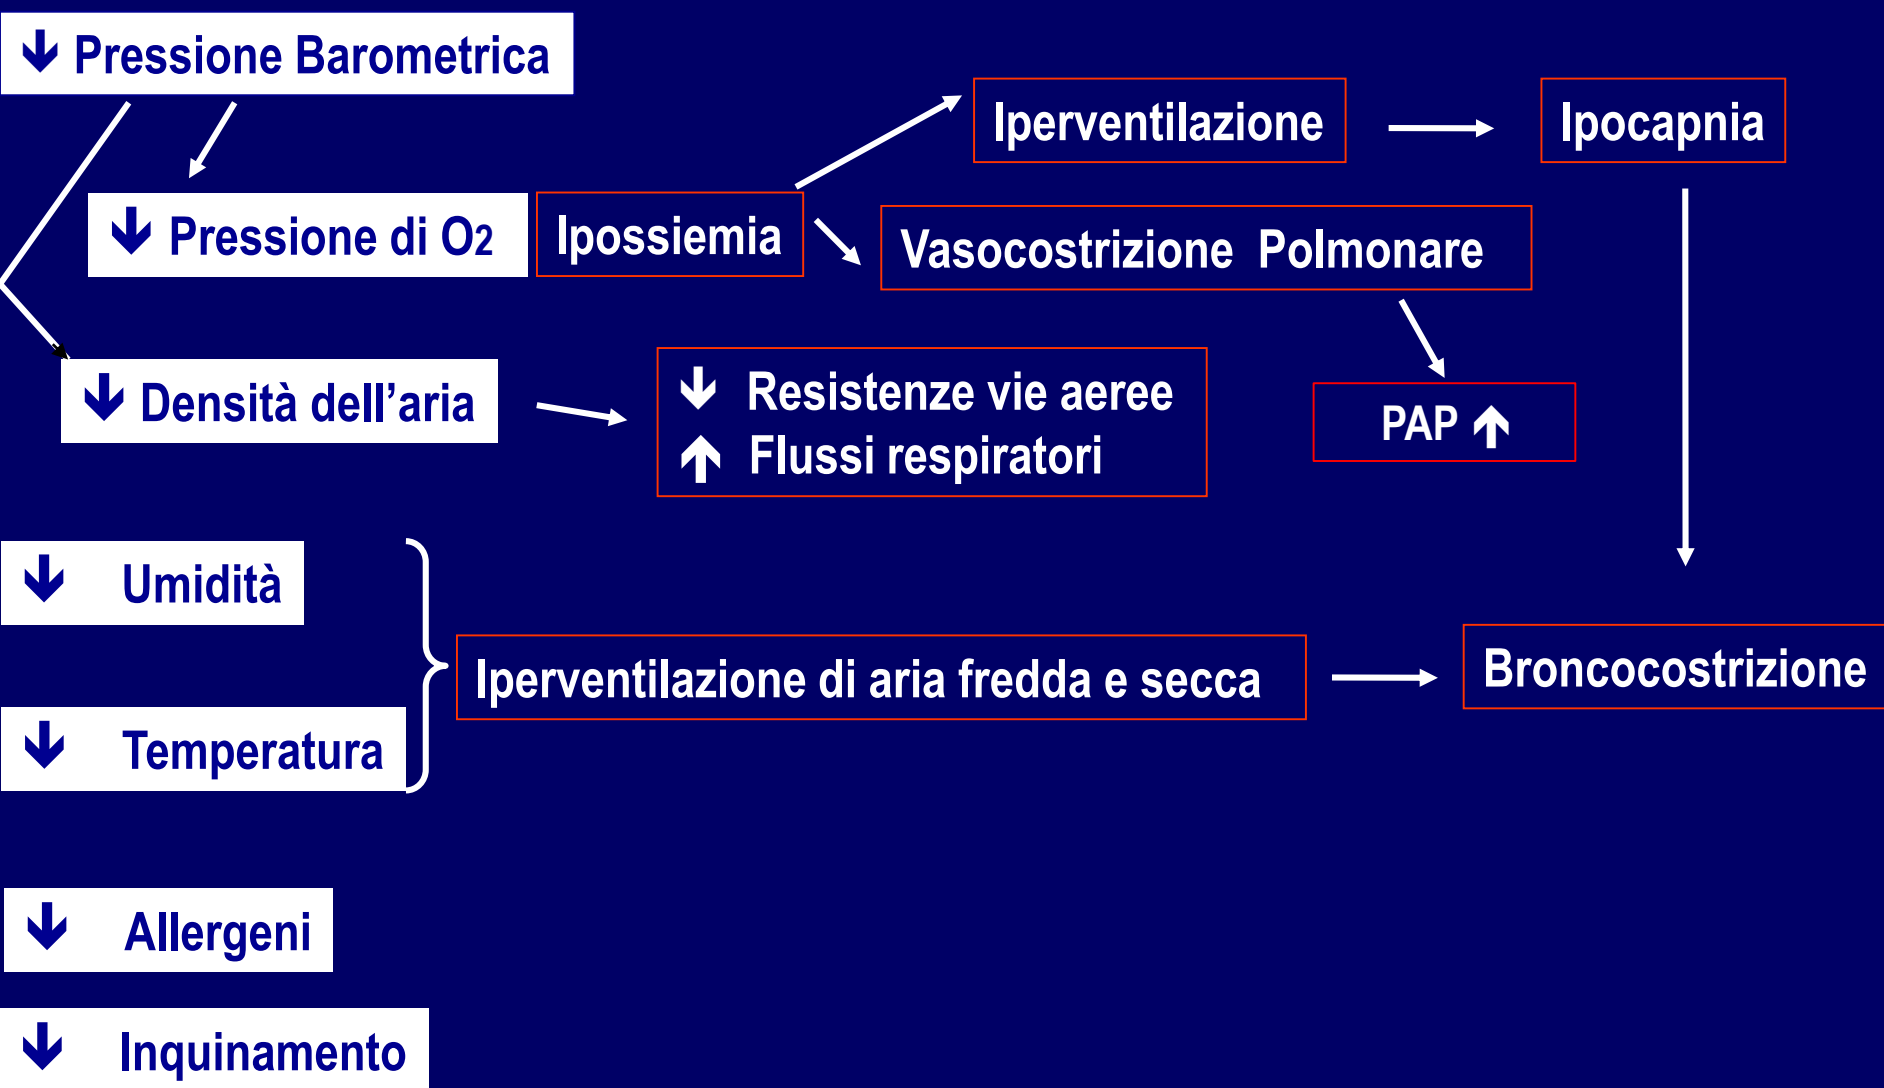 ↓ Pressione Barometrica
Iperventilazione
Ipocapnia
↓ Pressione di O2
Ipossiemia
Vasocostrizione Polmonare
↓ Densità dell’aria
↓ Resistenze vie aeree
↑ Flussi respiratori
PAP ↑
↓ Umidità
Iperventilazione di aria fredda e secca
Broncocostrizione
↓ Temperatura
↓ Allergeni
↓ Inquinamento